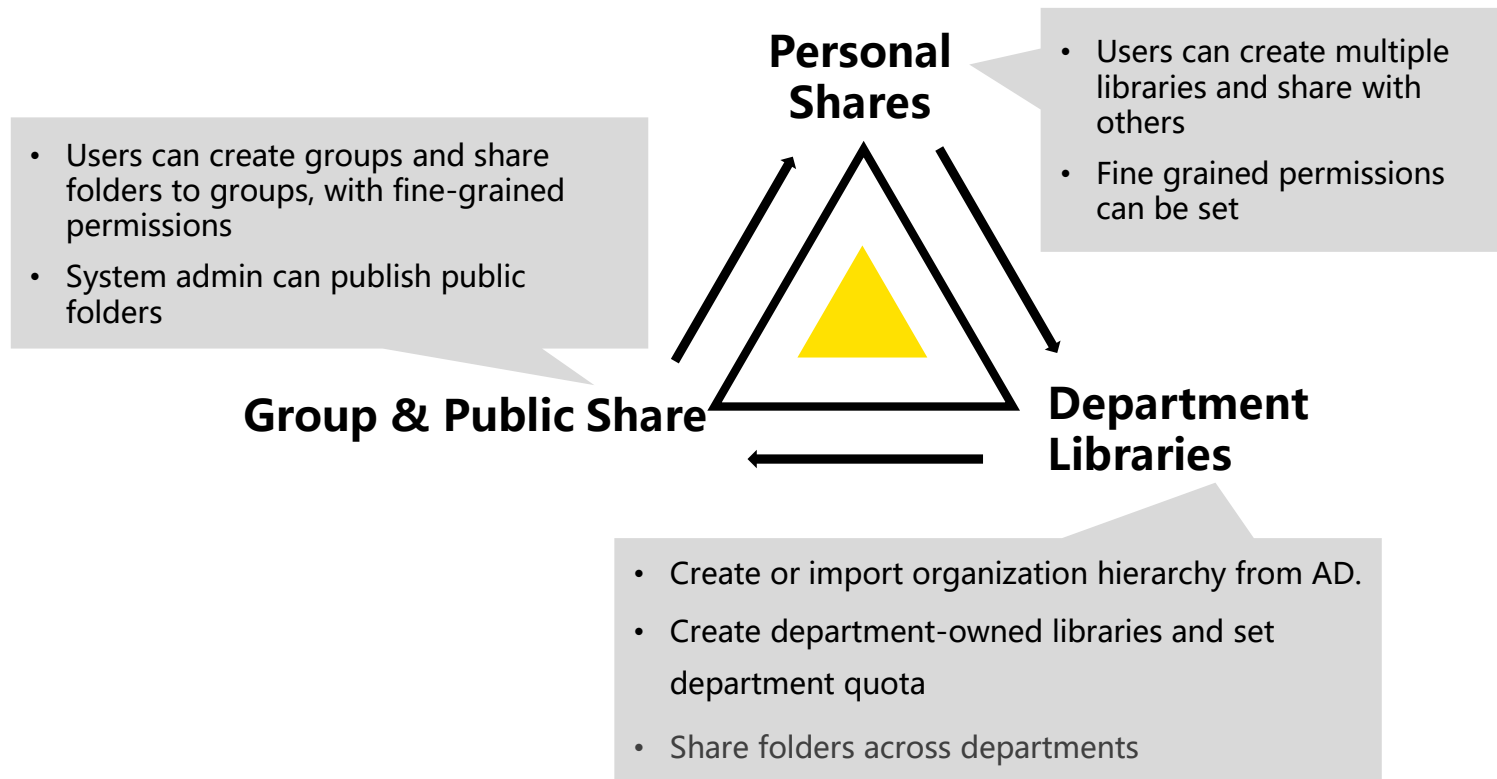 Personal
Shares
• Users can create multiple
libraries and share with
others
• Fine grained permissions
can be set
• Users can create groups and share
folders to groups, with fine-grained
permissions
• System admin can publish public
folders
Group & Public Share
Department
Libraries
• Create or import organization hierarchy from AD.
• Create department-owned libraries and set
department quota
• Share folders across departments